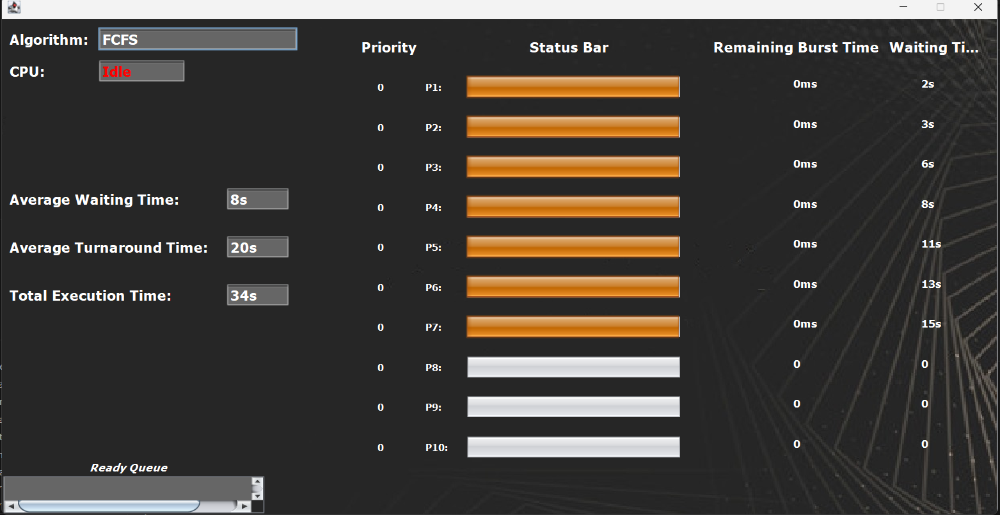 Algorithm: FCFS
CPU: Idle
Average Waiting Time: 8s
Average Turnaround Time: 20s
Total Execution Time: 34s
Ready Queue
Priority Status Bar Remaining Burst Time Waiting Ti...
0 P1: 0ms 2s
0 P2: 0ms 3s
0 P3: 0ms 6s
0 P4: 0ms 8s
0 P5: 0ms 11s
0 P6: 0ms 13s
0 P7: 0ms 15s
0 P8: 0 0
0 P9: 0 0
0 P10: 0 0